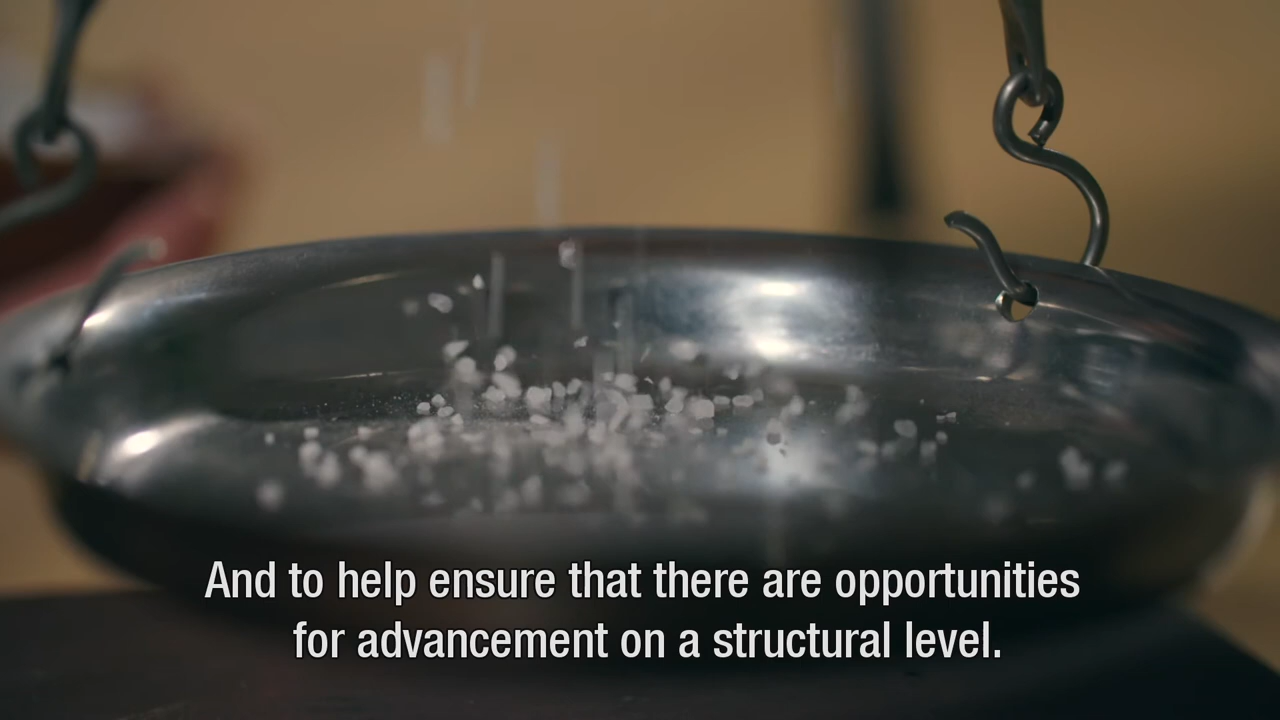 And to help ensure that there are opportunities
for advancement on a structural level.